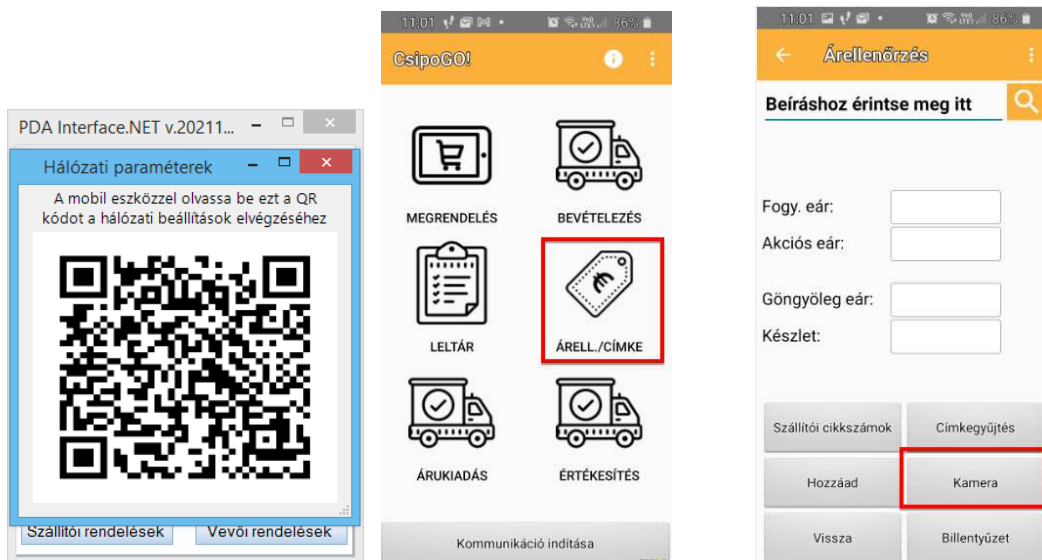 PDA Interface.NET v.20211...
Hálózati paraméterek
A mobil eszközzel olvassa be ezt a QR
kódot a hálózati beállítások elvégzéséhez
Szállítói rendelések
Vevői rendelések
11:01
86%
CsipoGO!
MEGRENDELÉS
BEVÉTELEZÉS
LELTÁR
ÁRELL./CÍMKE
ÁRUKIADÁS
ÉRTÉKESÍTÉS
Kommunikáció indítása
11:01
86%
Árellenőrzés
Beíráshoz érintse meg itt
Fogy. eár:
Akciós eár:
Göngyöleg eár:
Készlet:
Szállítói cikkszámok
Címkegyűjtés
Hozzáad
Kamera
Vissza
Billentyűzet